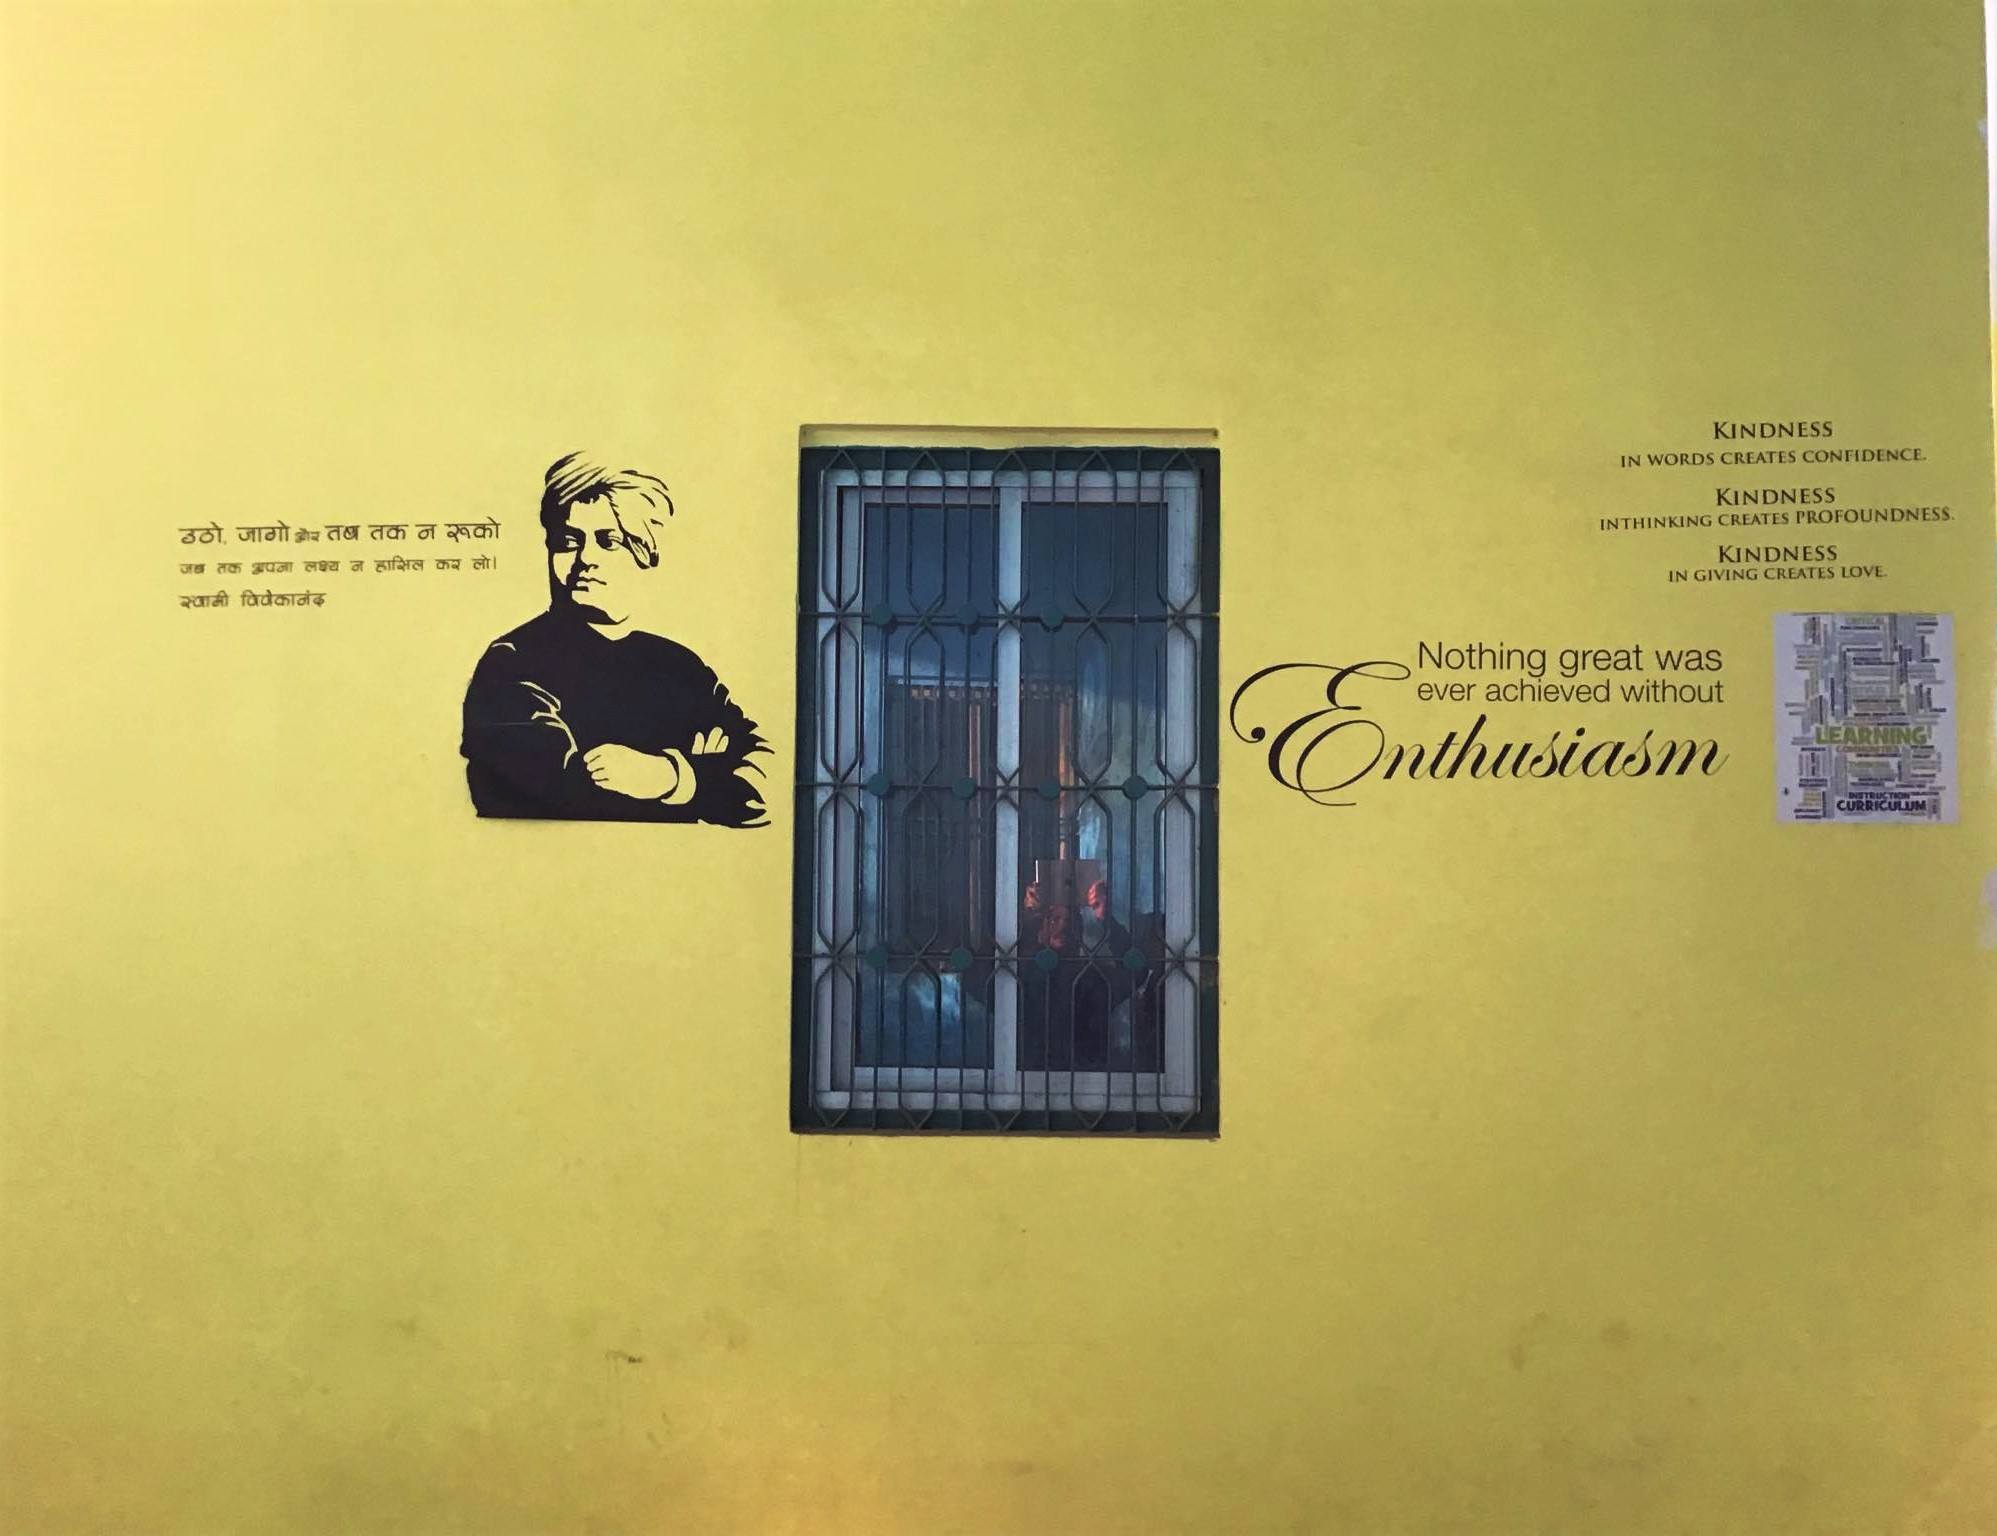 उठो, जागो और तब तक न रूको
जब तक अपना लक्ष्य न हासिल कर लो।
स्वामी विवेकानंद
KINDNESS
IN WORDS CREATES CONFIDENCE.
KINDNESS
INTHINKING CREATES PROFOUNDNESS.
KINDNESS
IN GIVING CREATES LOVE.
Nothing great was
ever achieved without
Enthusiasm
LEARNING
COMMUNITIES
INSTRUCTION
CURRICULUM